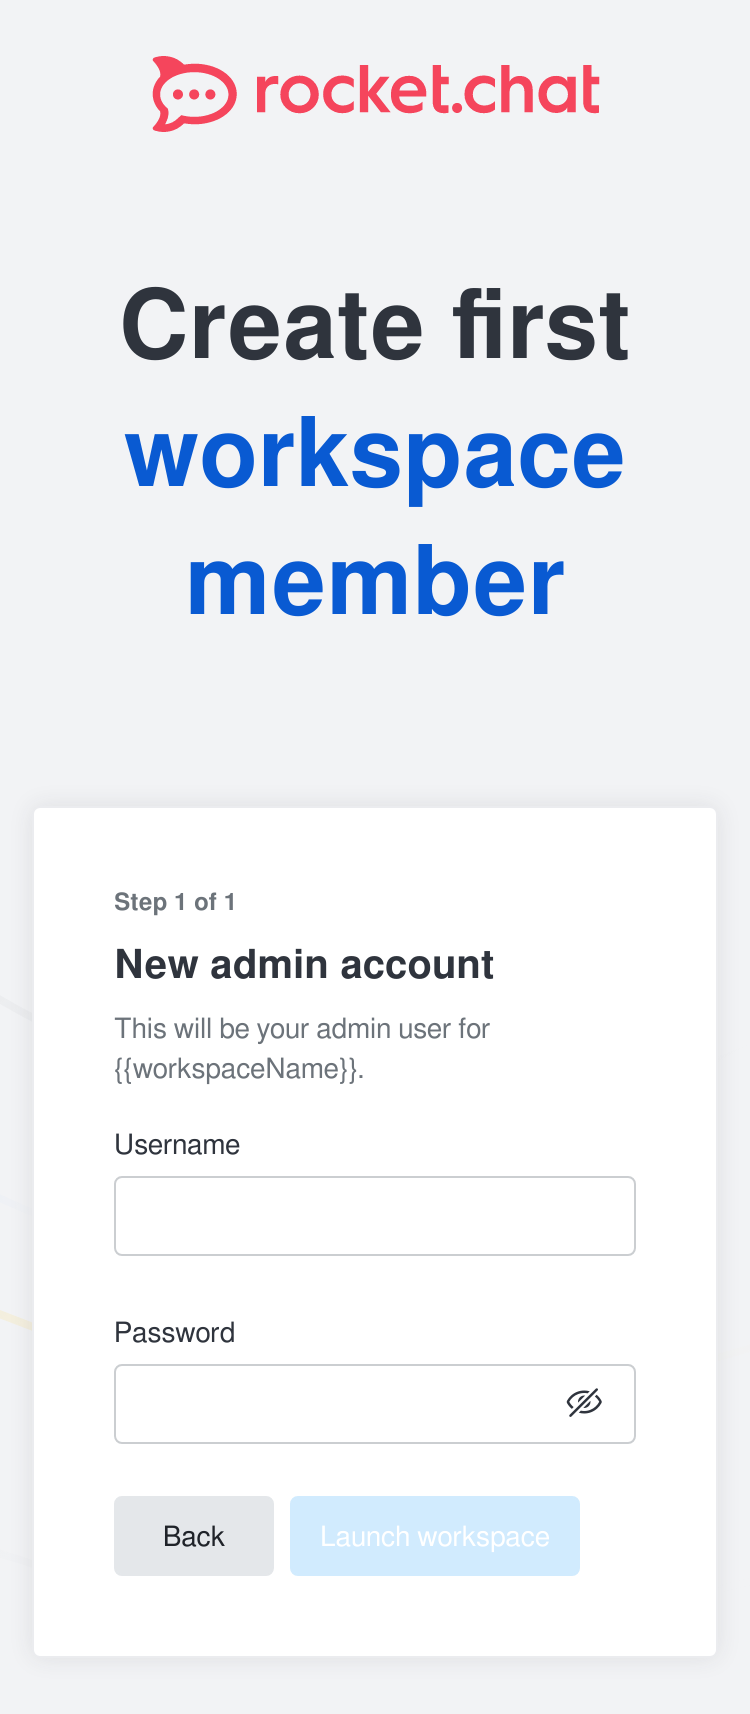 rocket.chat
Create first
workspace
member
Step 1 of 1
New admin account
This will be your admin user for
{{workspaceName}}.
Username
Password
Back
Launch workspace